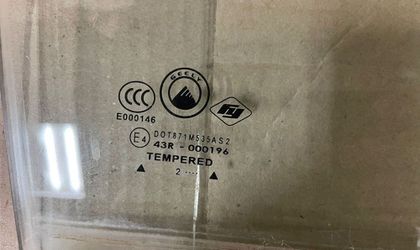 GEELY
CCC
E000146
E4
DOT871M535AS2
43R - 000196
TEMPERED
2 ....